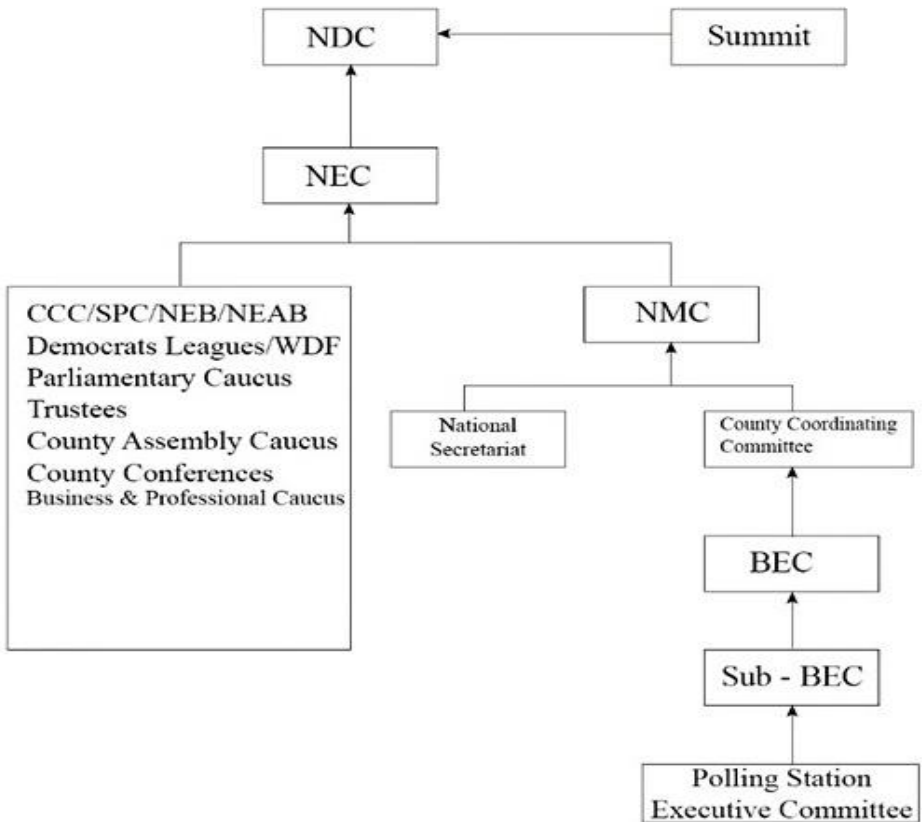 NDC
Summit
NEC
CCC/SPC/NEB/NEAB
Democrats Leagues/WDF
Parliamentary Caucus
Trustees
County Assembly Caucus
County Conferences
Business & Professional Caucus
NMC
National
Secretariat
County Coordinating
Committee
BEC
Sub - BEC
Polling Station
Executive Committee